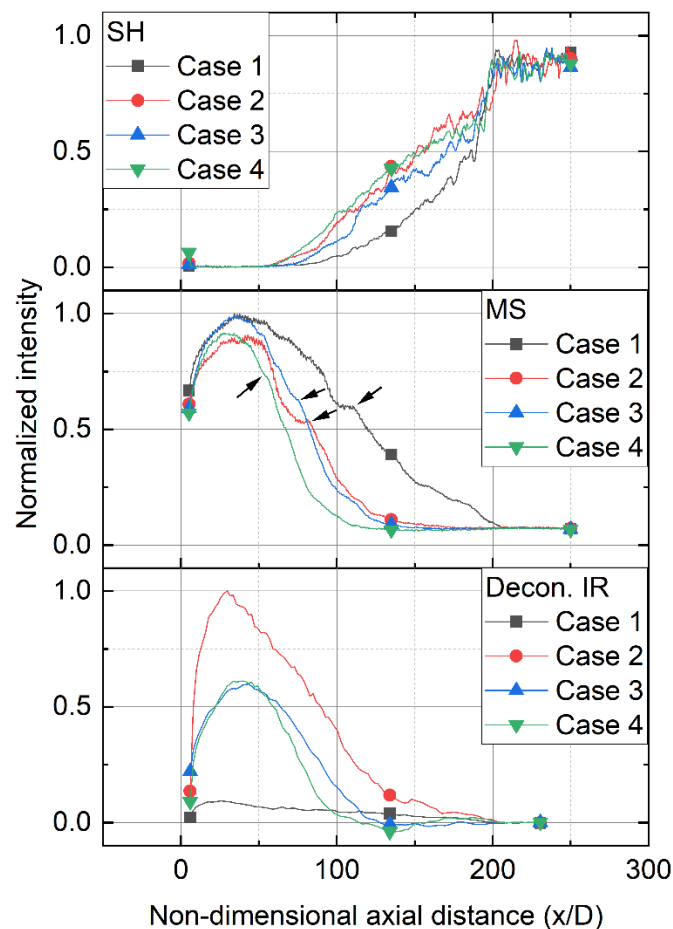 1.0
SH
Case 1
Case 2
Case 3
Case 4
0.5
0.0
Normalized intensity
1.0
MS
Case 1
Case 2
Case 3
Case 4
0.5
0.0
1.0
Decon. IR
Case 1
Case 2
Case 3
Case 4
0.5
0.0
0 100 200 300
Non-dimensional axial distance (x/D)